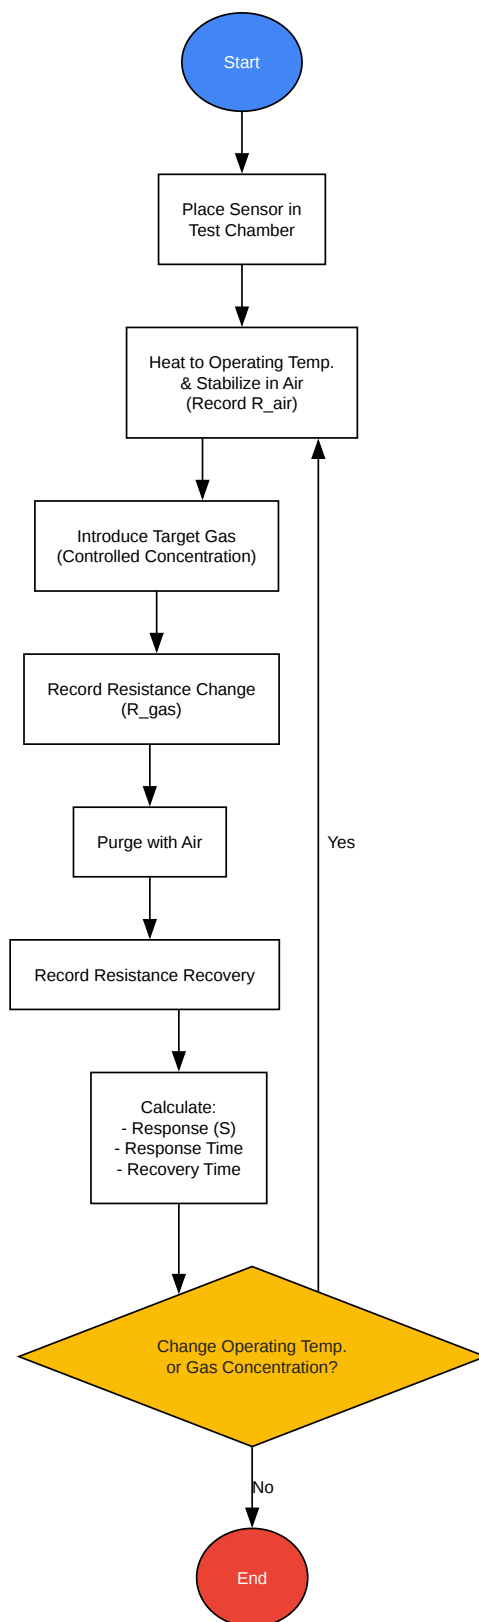 Start
Place Sensor in
Test Chamber
Heat to Operating Temp.
& Stabilize in Air
(Record R_air)
Introduce Target Gas
(Controlled Concentration)
Record Resistance Change
(R_gas)
Purge with Air
Yes
Record Resistance Recovery
Calculate:
- Response (S)
- Response Time
- Recovery Time
Change Operating Temp.
or Gas Concentration?
No
End